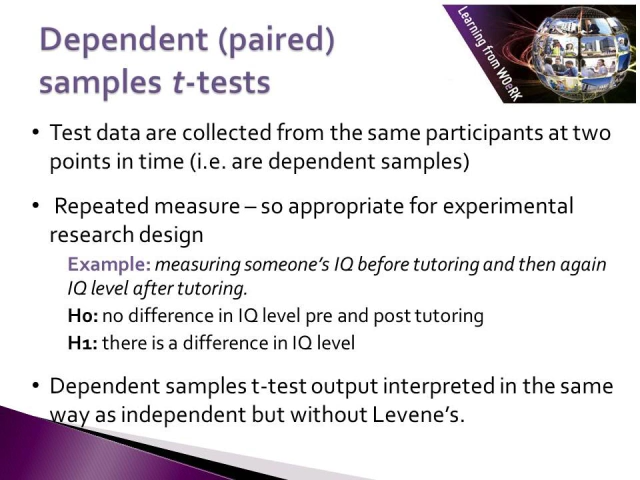 Dependent (paired)
samples t-tests
Learning from WOeRK
• Test data are collected from the same participants at two
points in time (i.e. are dependent samples)
• Repeated measure – so appropriate for experimental
research design
Example: measuring someone's IQ before tutoring and then again
IQ level after tutoring.
H0: no difference in IQ level pre and post tutoring
H1: there is a difference in IQ level
• Dependent samples t-test output interpreted in the same
way as independent but without Levene's.